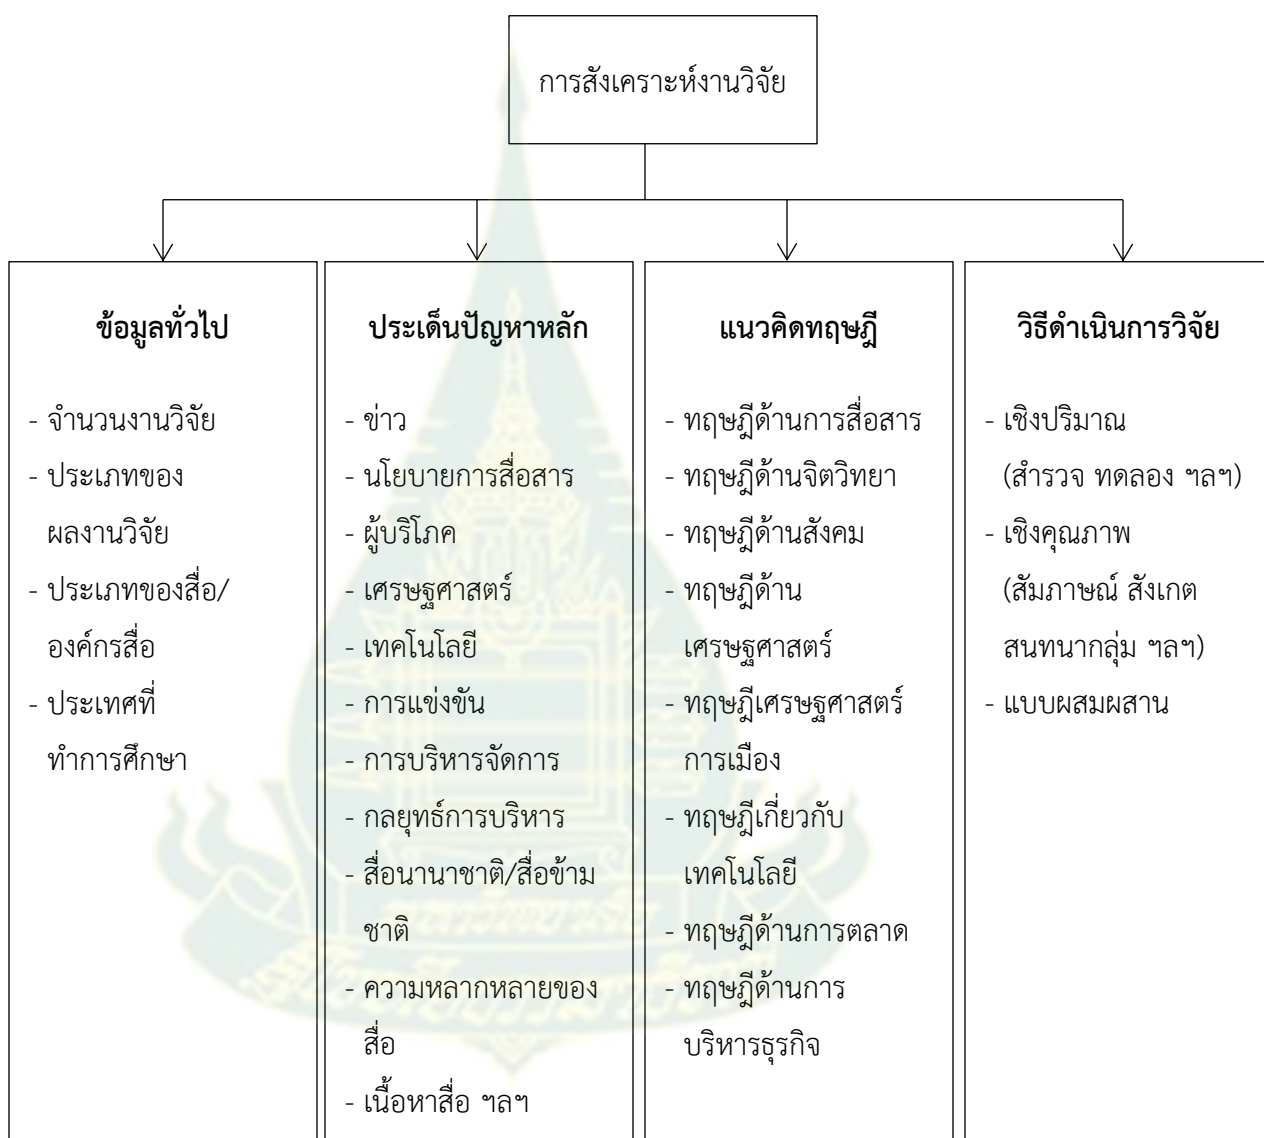 การสังเคราะห์งานวิจัย
ข้อมูลทั่วไป
- จำนวนงานวิจัย
- ประเภทของ
ผลงานวิจัย
- ประเภทของสื่อ/
องค์กรสื่อ
- ประเทศที่
ทำการศึกษา
ประเด็นปัญหาหลัก
- ข่าว
- นโยบายการสื่อสาร
- ผู้บริโภค
- เศรษฐศาสตร์
- เทคโนโลยี
- การแข่งขัน
- การบริหารจัดการ
- กลยุทธ์การบริหาร
- สื่อนานาชาติ/สื่อข้าม
ชาติ
- ความหลากหลายของ
สื่อ
- เนื้อหาสื่อ ฯลฯ
แนวคิดทฤษฎี
- ทฤษฎีด้านการสื่อสาร
- ทฤษฎีด้านจิตวิทยา
- ทฤษฎีด้านสังคม
- ทฤษฎีด้าน
เศรษฐศาสตร์
- ทฤษฎีเศรษฐศาสตร์
การเมือง
- ทฤษฎีเกี่ยวกับ
เทคโนโลยี
- ทฤษฎีด้านการตลาด
- ทฤษฎีด้านการ
บริหารธุรกิจ
วิธีดำเนินการวิจัย
- เชิงปริมาณ
(สำรวจ ทดลอง ฯลฯ)
- เชิงคุณภาพ
(สัมภาษณ์ สังเกต
สนทนากลุ่ม ฯลฯ)
- แบบผสมผสาน